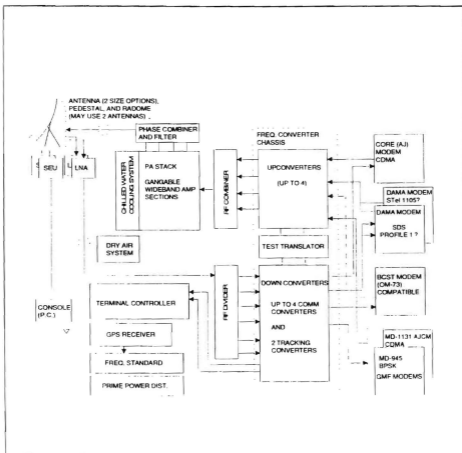 ANTENNA (2 SIZE OPTIONS),
PEDESTAL, AND RADOME
(MAY USE 2 ANTENNAS)
PHASE COMBINER
AND FILTER
SEU
LNA
CHILLED WATER
COOLING SYSTEM
PA STACK
GANGABLE
WIDEBAND AMP
SECTIONS
DRY AIR
SYSTEM
RF COMBINER
FREQ. CONVERTER
CHASSIS
UPCONVERTERS
(UP TO 4)
TEST TRANSLATOR
CORE (AJ)
MODEM
CDMA
DAMA MODEM
STel 1105?
DAMA MODEM
SDS
PROFILE 1 ?
CONSOLE
(P.C.)
TERMINAL CONTROLLER
GPS RECEIVER
FREQ. STANDARD
PRIME POWER DIST.
RF DIVIDER
DOWN CONVERTERS
UP TO 4 COMM
CONVERTERS
AND
2 TRACKING
CONVERTERS
BCST MODEM
(OM-73)
COMPATIBLE
MD-1131 AJCM
CDMA
MD-945
BPSK
GMF MODEMS